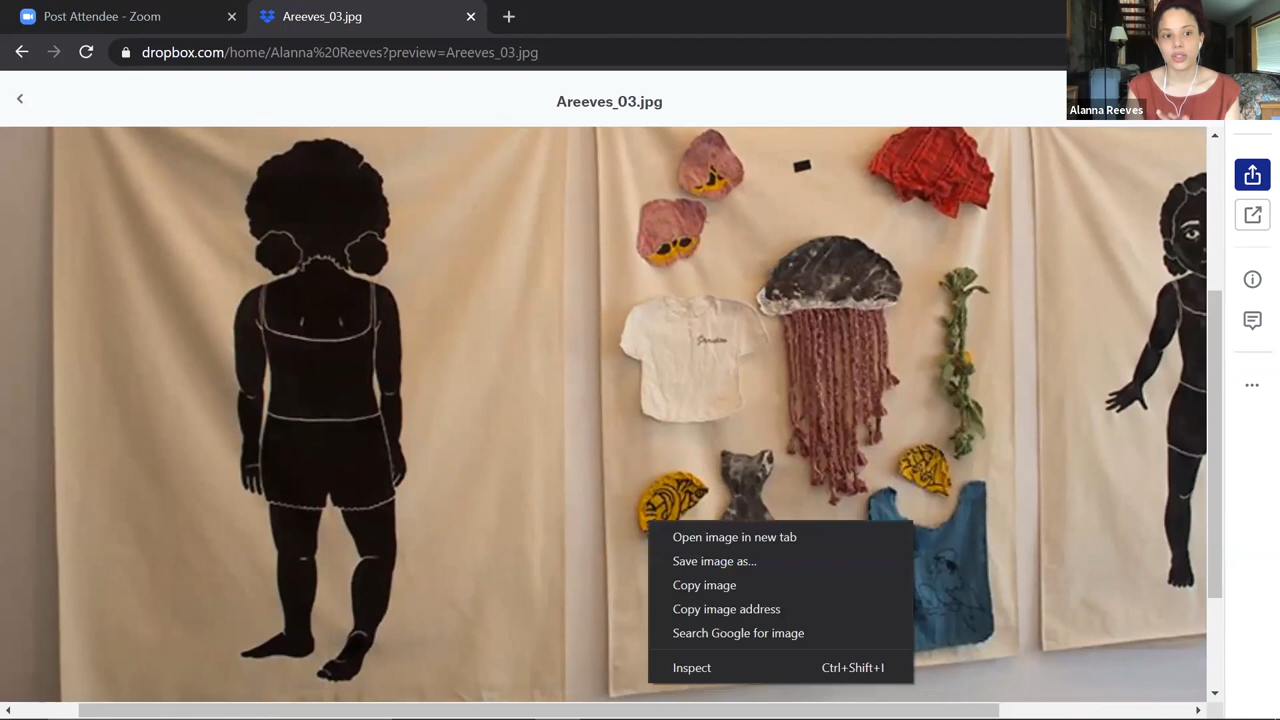 Post Attendee - Zoom
Areeves_03.jpg
dropbox.com/home/Alanna%20Reeves?preview=Areeves_03.jpg
Alanna Reeves
Areeves_03.jpg
Open image in new tab
Save image as...
Copy image
Copy image address
Search Google for image
Inspect Ctrl+Shift+I